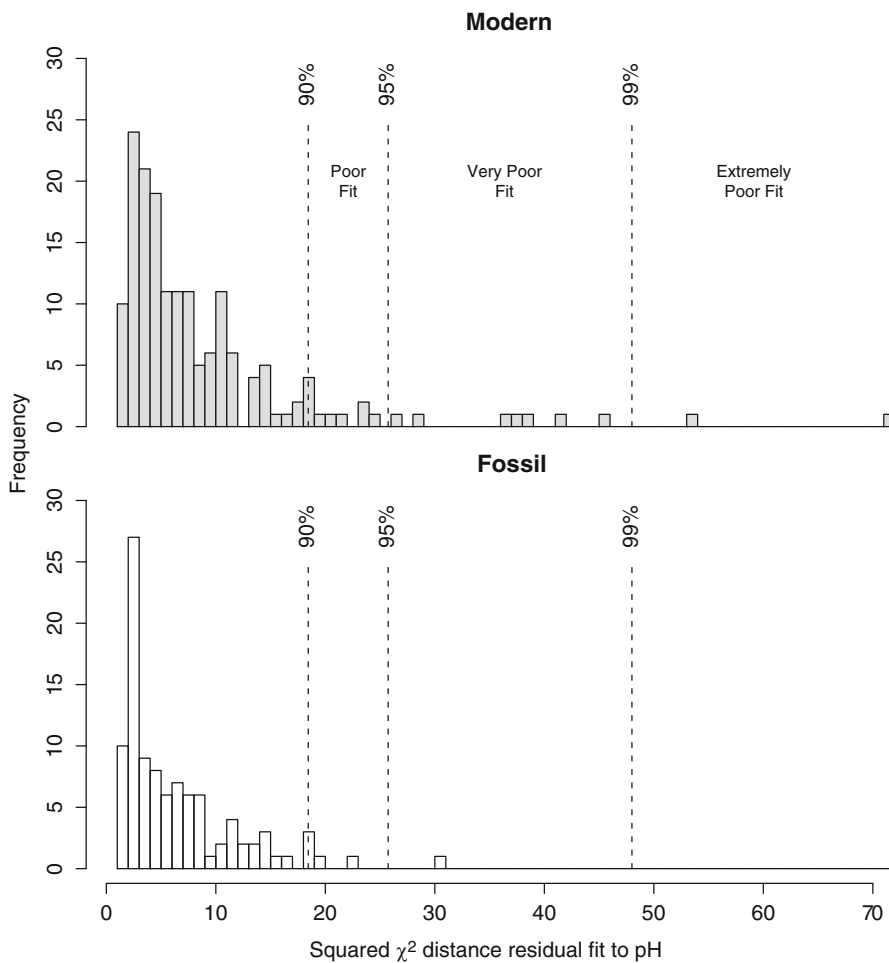 Modern
30
25
20
15
10
5
0
90%
95%
99%
Poor
Fit
Very Poor
Fit
Extremely
Poor Fit
Frequency
Fossil
30
25
20
15
10
5
0
90%
95%
99%
0 10 20 30 40 50 60 70
Squared χ² distance residual fit to pH